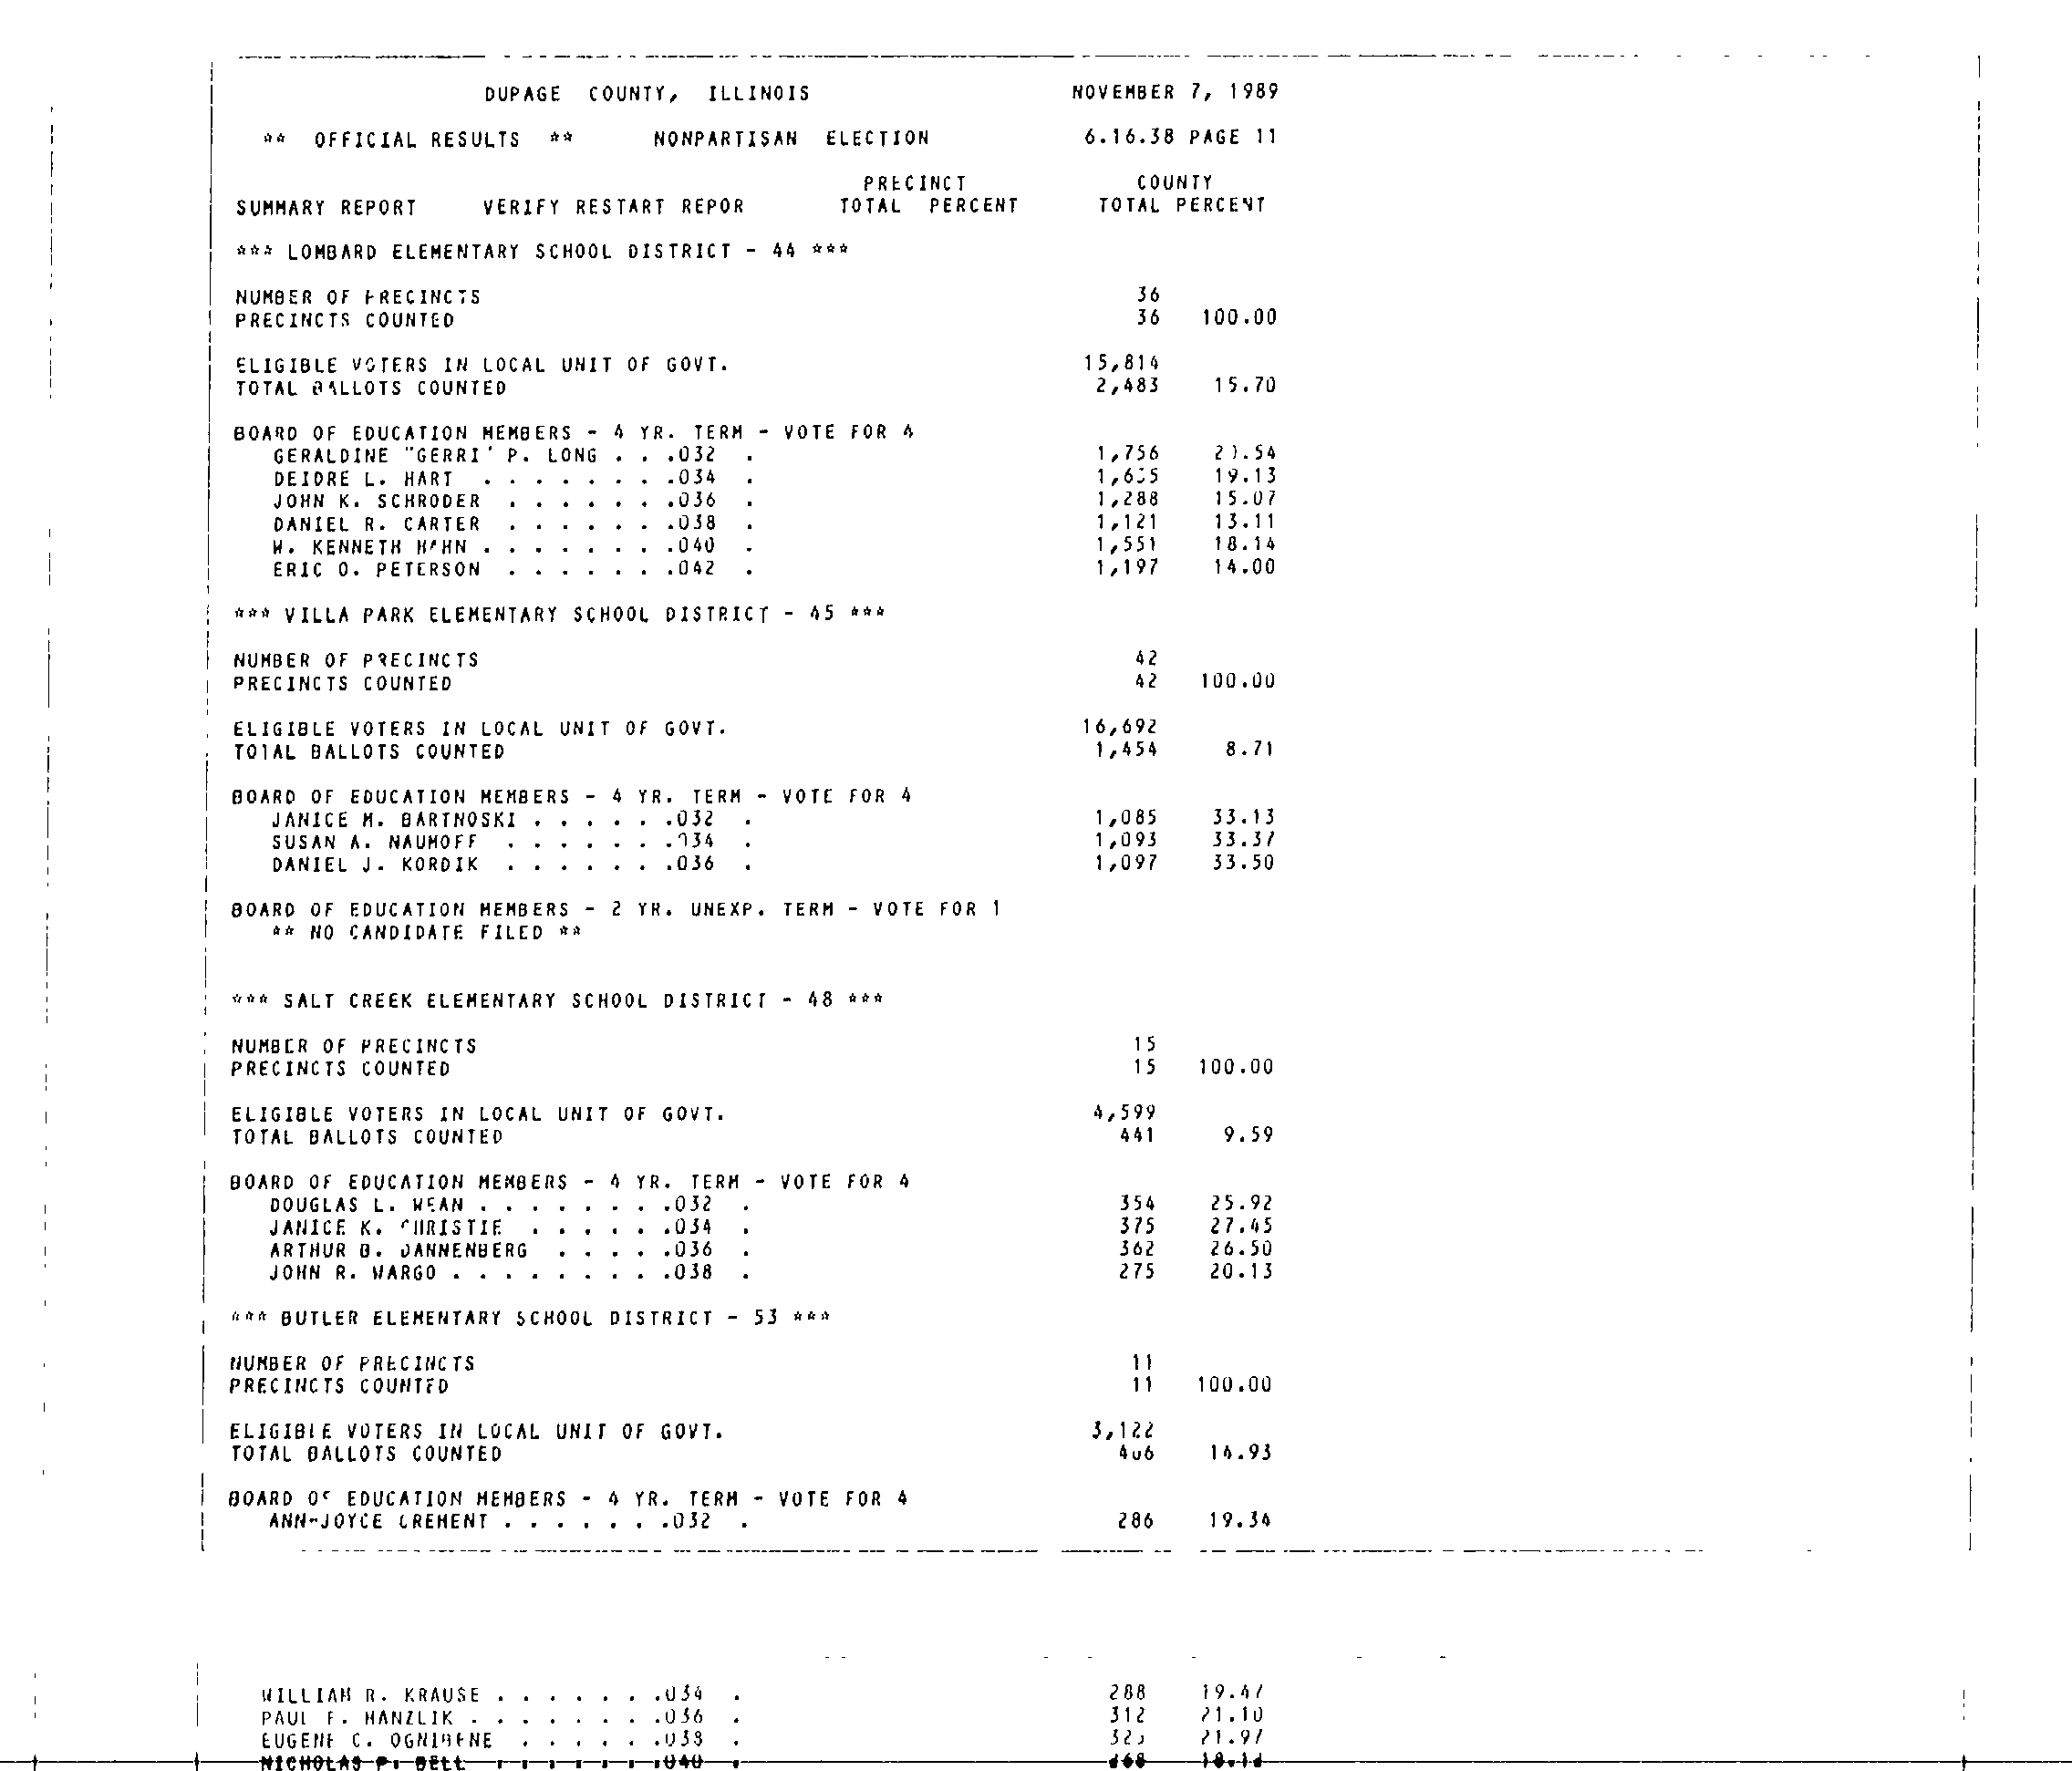 DUPAGE COUNTY, ILLINOIS NOVEMBER 7, 1989
** OFFICIAL RESULTS ** NONPARTISAN ELECTION 6.16.38 PAGE 11
PRECINCT COUNTY
SUMMARY REPORT VERIFY RESTART REPOR TOTAL PERCENT TOTAL PERCENT
*** LOMBARD ELEMENTARY SCHOOL DISTRICT - 44 ***
NUMBER OF PRECINCTS 36
PRECINCTS COUNTED 36 100.00
ELIGIBLE VOTERS IN LOCAL UNIT OF GOVT. 15,814
TOTAL BALLOTS COUNTED 2,483 15.70
BOARD OF EDUCATION MEMBERS - 4 YR. TERM - VOTE FOR 4
GERALDINE "GERRI" P. LONG . . .032 . 1,756 20.54
DEIDRE L. HART . . . . . . . .034 . 1,635 19.13
JOHN K. SCHRODER . . . . . . .036 . 1,288 15.07
DANIEL R. CARTER . . . . . . .038 . 1,121 13.11
W. KENNETH HAHN . . . . . . . .040 . 1,551 18.14
ERIC O. PETERSON . . . . . . .042 . 1,197 14.00
*** VILLA PARK ELEMENTARY SCHOOL DISTRICT - 45 ***
NUMBER OF PRECINCTS 42
PRECINCTS COUNTED 42 100.00
ELIGIBLE VOTERS IN LOCAL UNIT OF GOVT. 16,692
TOTAL BALLOTS COUNTED 1,454 8.71
BOARD OF EDUCATION MEMBERS - 4 YR. TERM - VOTE FOR 4
JANICE M. BARTNOSKI . . . . . .032 . 1,085 33.13
SUSAN A. NAUMOFF . . . . . . .034 . 1,093 33.37
DANIEL J. KORDIK . . . . . . .036 . 1,097 33.50
BOARD OF EDUCATION MEMBERS - 2 YR. UNEXP. TERM - VOTE FOR 1
** NO CANDIDATE FILED **
*** SALT CREEK ELEMENTARY SCHOOL DISTRICT - 48 ***
NUMBER OF PRECINCTS 15
PRECINCTS COUNTED 15 100.00
ELIGIBLE VOTERS IN LOCAL UNIT OF GOVT. 4,599
TOTAL BALLOTS COUNTED 441 9.59
BOARD OF EDUCATION MEMBERS - 4 YR. TERM - VOTE FOR 4
DOUGLAS L. WEAN . . . . . . . .032 . 354 25.92
JANICE K. CHRISTIE . . . . . .034 . 375 27.45
ARTHUR B. DANNENBERG . . . . .036 . 362 26.50
JOHN R. WARGO . . . . . . . . .038 . 275 20.13
*** BUTLER ELEMENTARY SCHOOL DISTRICT - 53 ***
NUMBER OF PRECINCTS 11
PRECINCTS COUNTED 11 100.00
ELIGIBLE VOTERS IN LOCAL UNIT OF GOVT. 3,122
TOTAL BALLOTS COUNTED 14.93
BOARD OF EDUCATION MEMBERS - 4 YR. TERM - VOTE FOR 4
ANN-JOYCE CREMENT . . . . . . .032 . 286 19.34
WILLIAM R. KRAUSE . . . . . . .034 . 288 19.47
PAUL F. HANZLIK . . . . . . . .036 . 312 21.10
EUGENE C. OGNIBENE . . . . . .038 . 325 21.97
NICHOLAS P. BELL . . . . . . .040 . 268